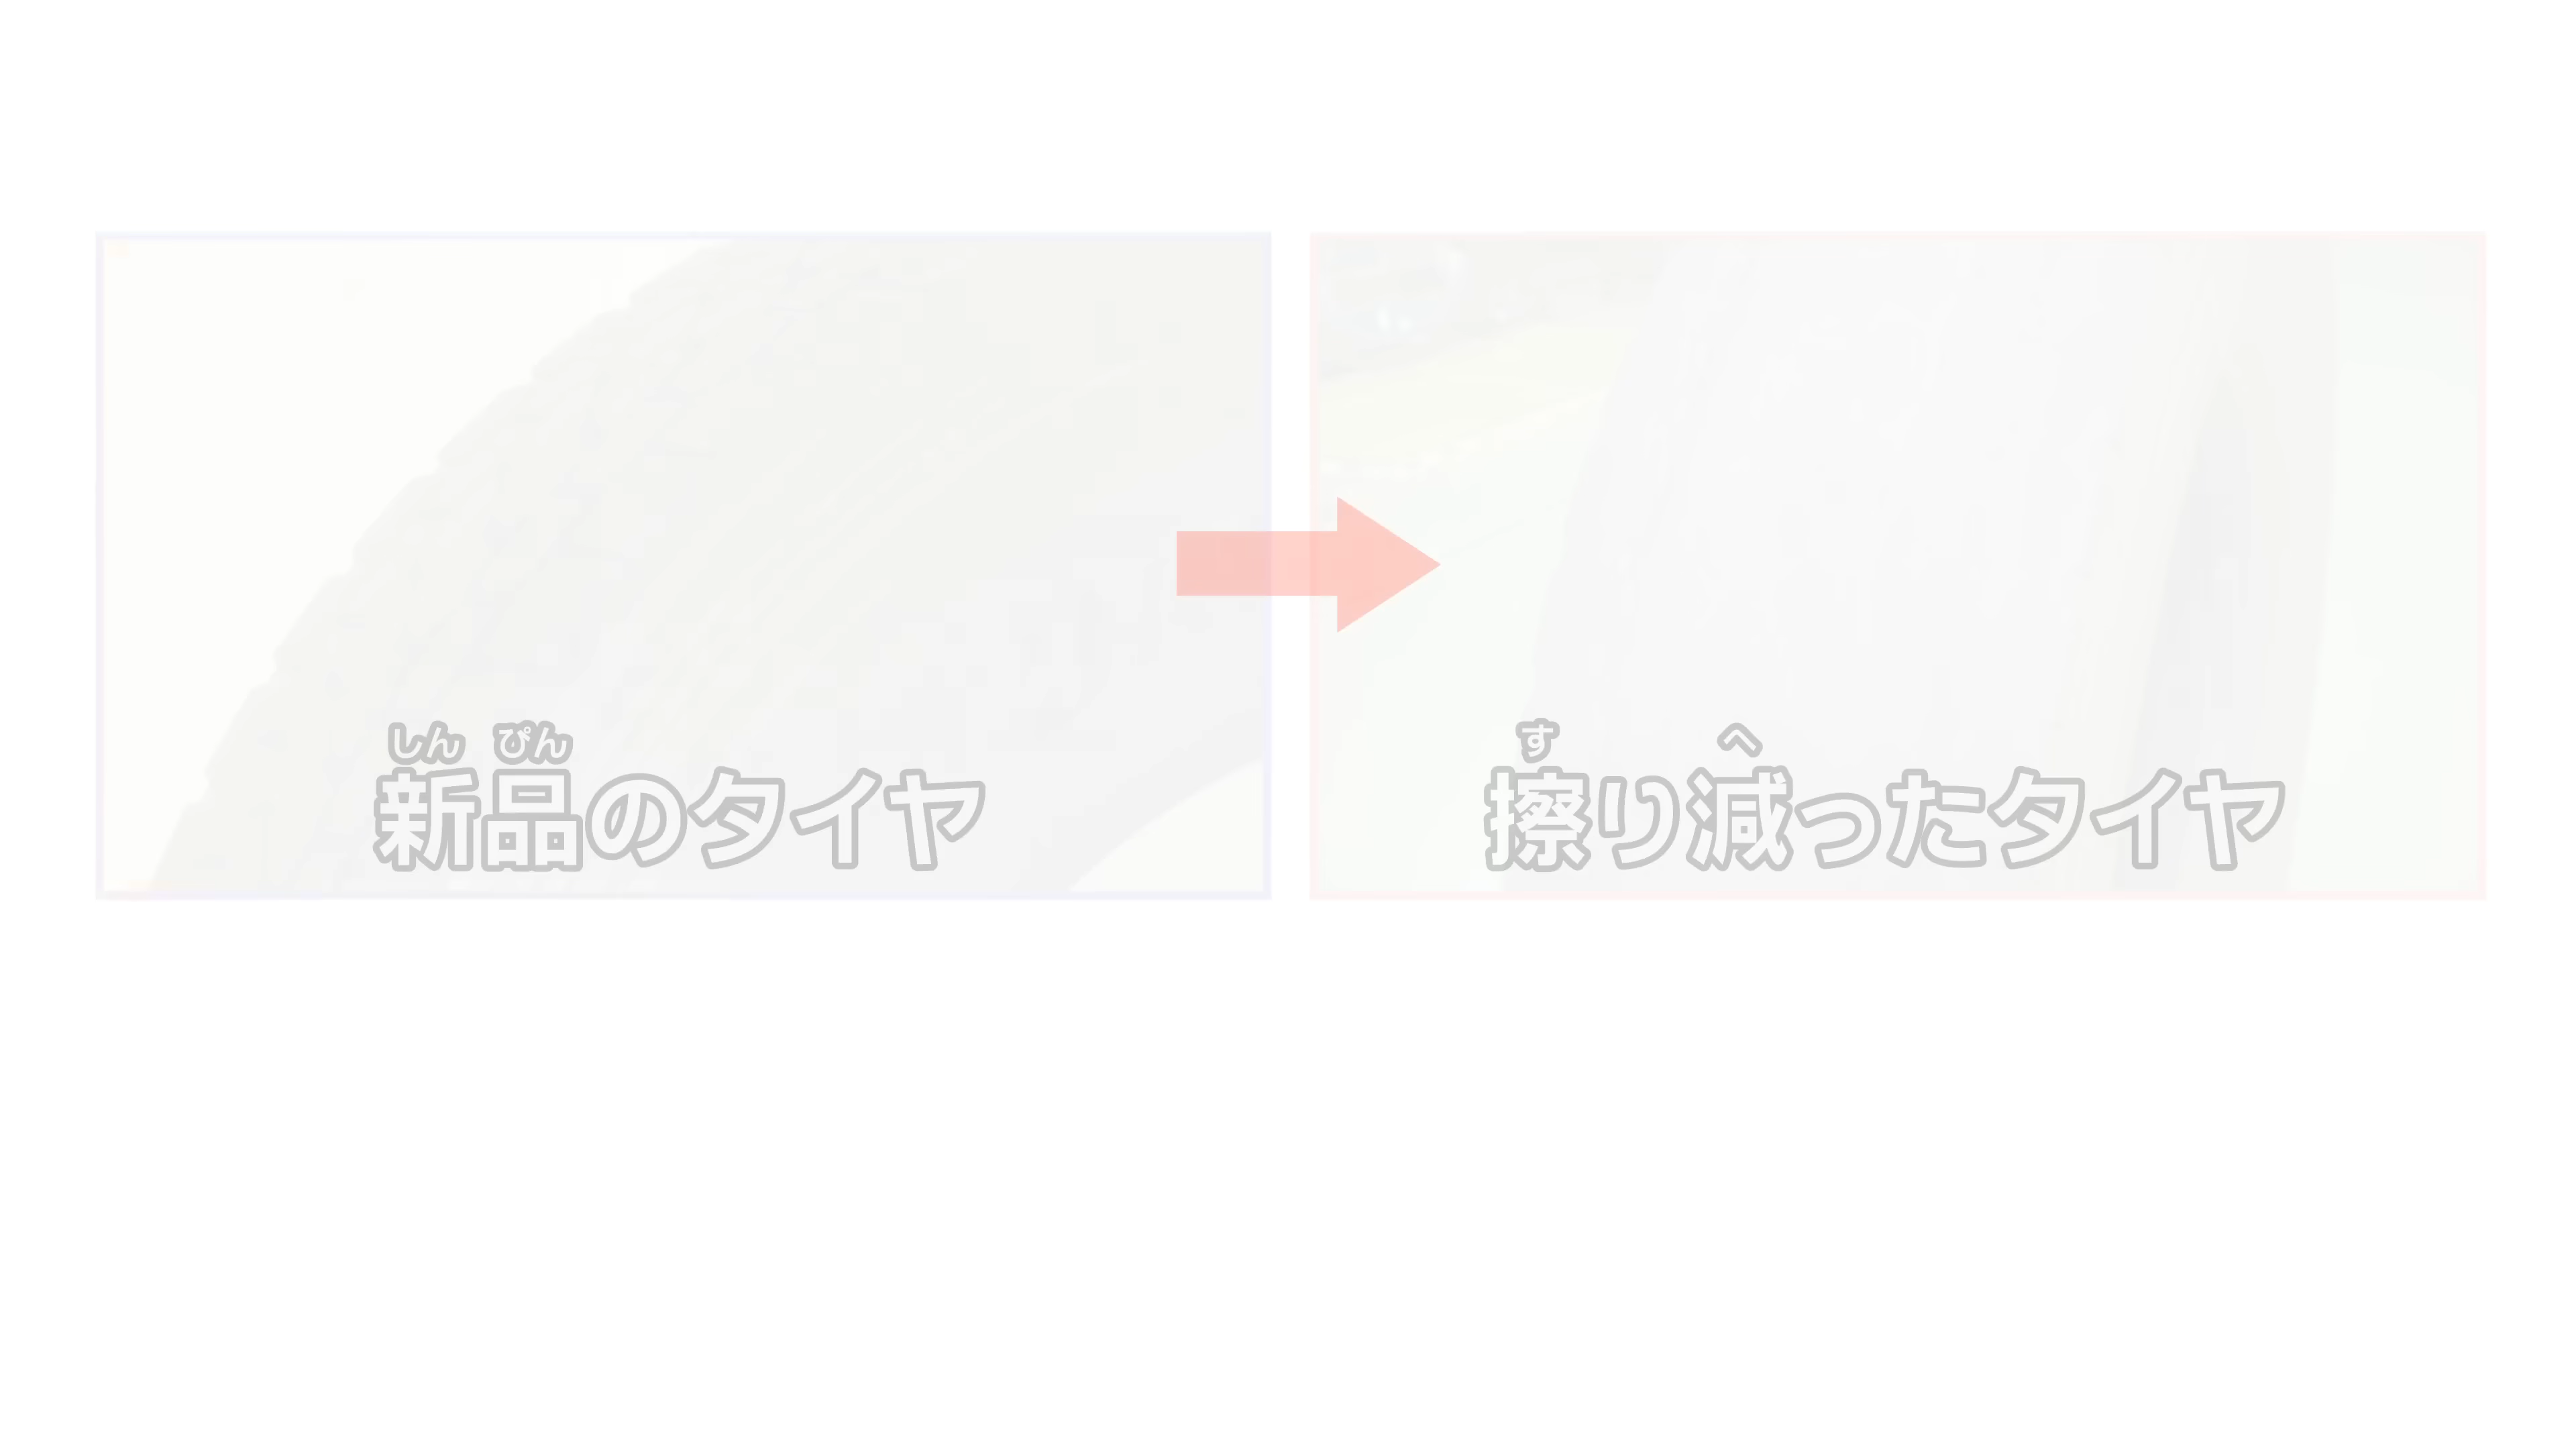 しん ぴん
新品のタイヤ
す へ
擦り減ったタイヤ